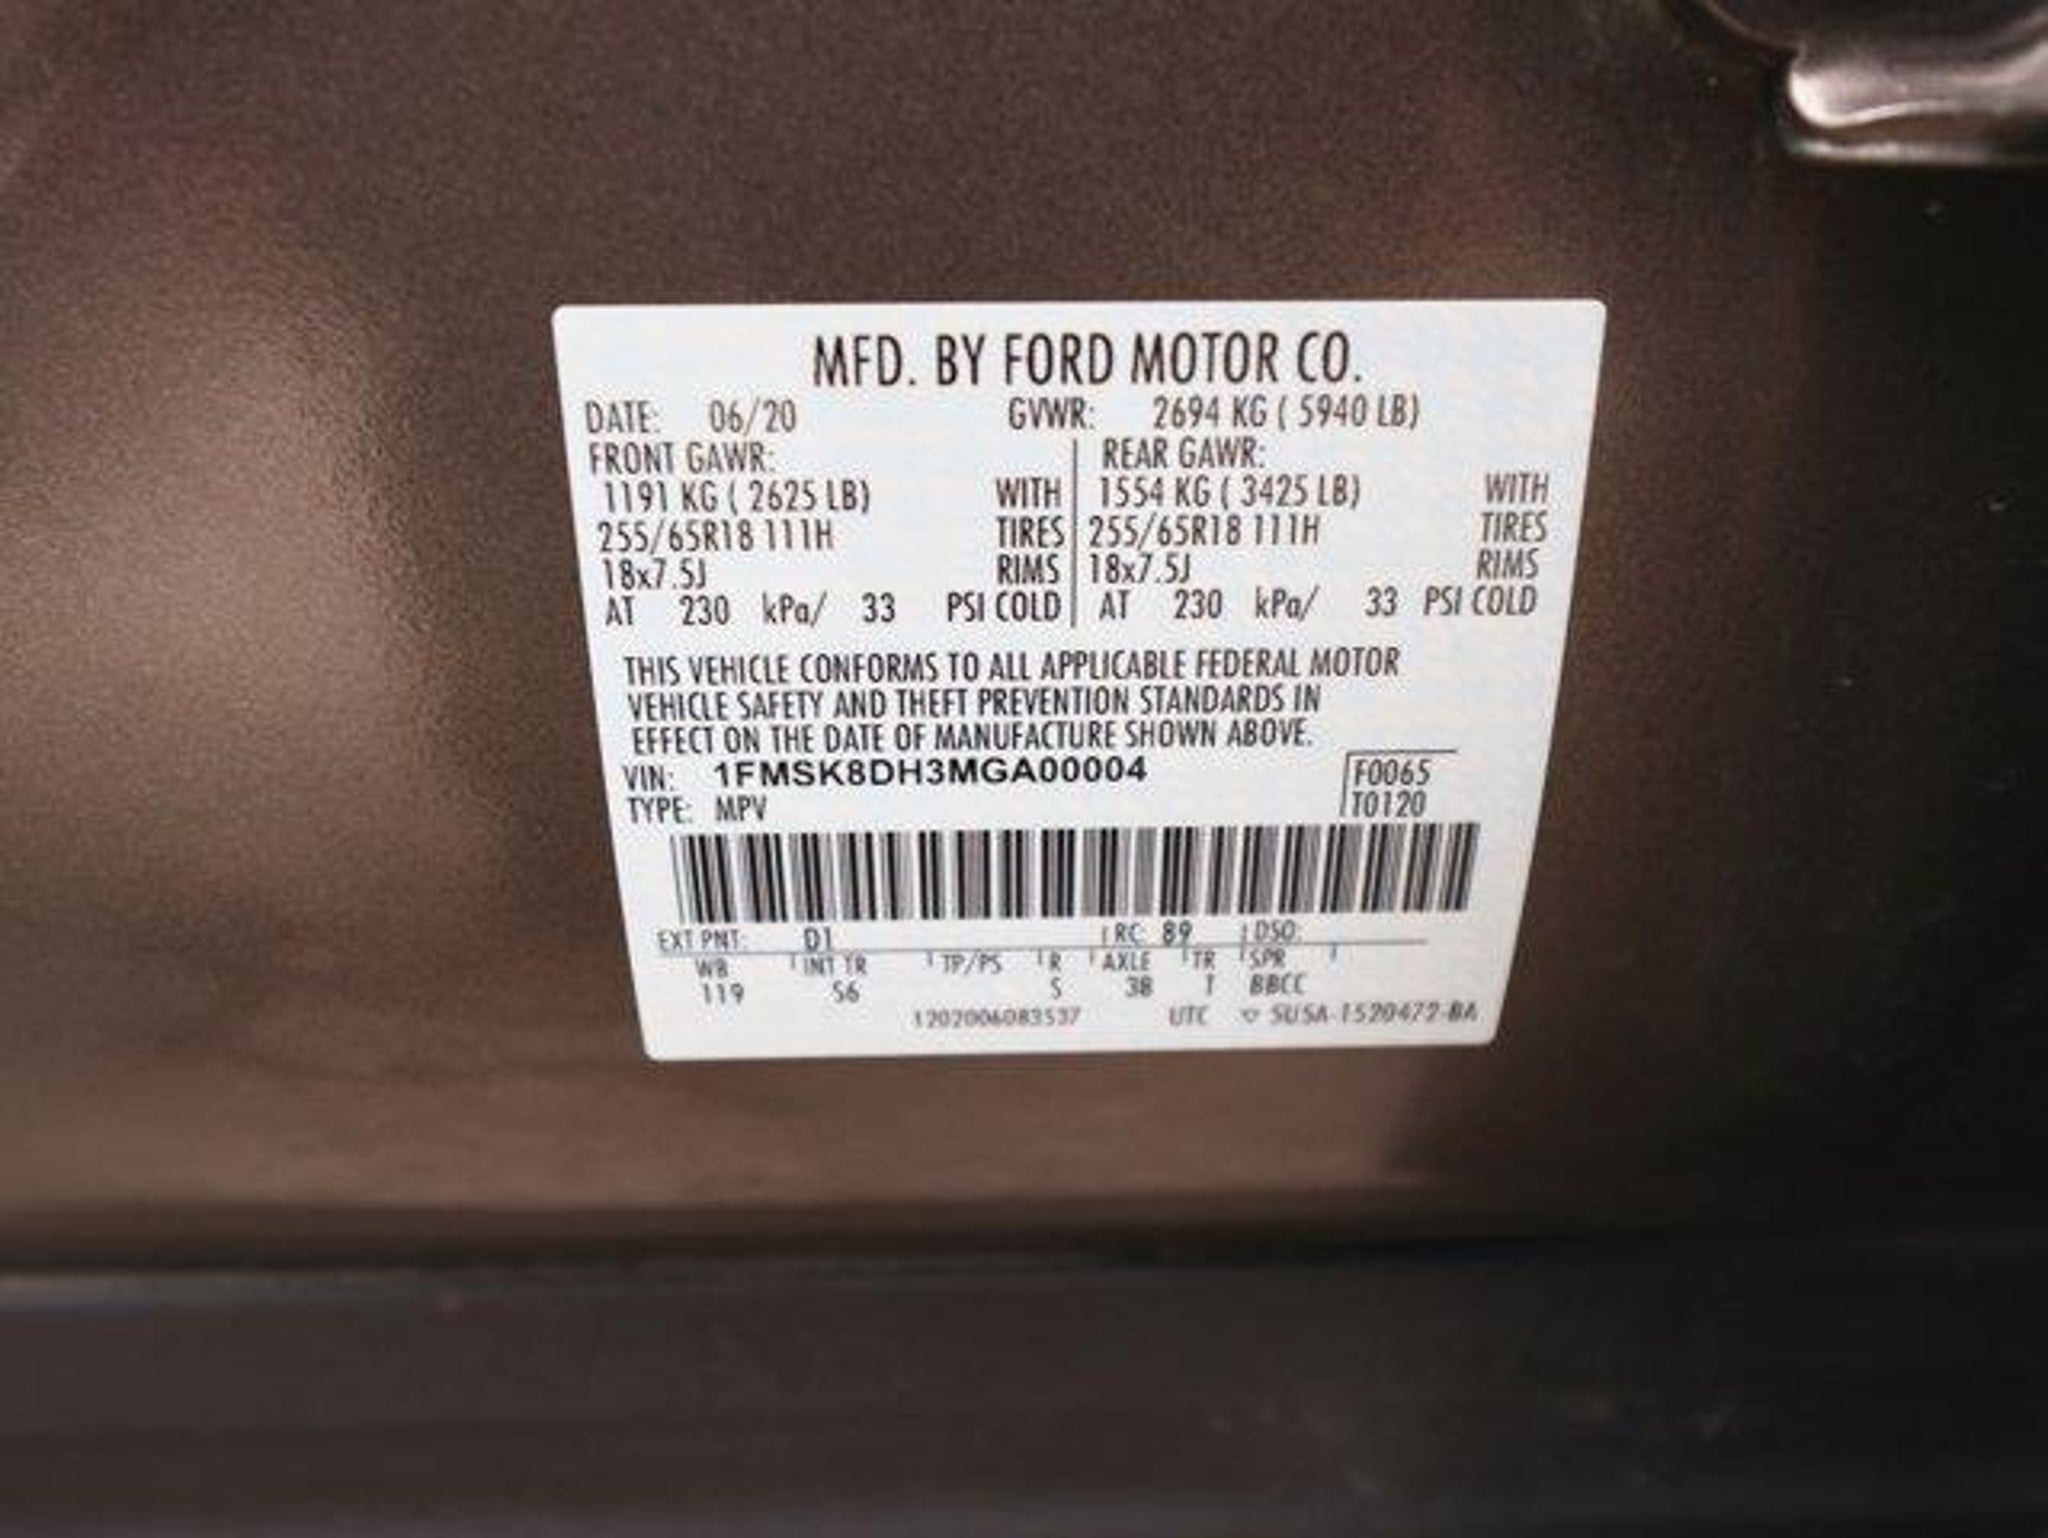 MFD. BY FORD MOTOR CO.
DATE: 06/20 GVWR: 2694 KG ( 5940 LB)
FRONT GAWR: REAR GAWR:
1191 KG ( 2625 LB) WITH 1554 KG ( 3425 LB) WITH
255/65R18 111H TIRES 255/65R18 111H TIRES
18x7.5J RIMS 18x7.5J RIMS
AT 230 kPa/ 33 PSI COLD AT 230 kPa/ 33 PSI COLD
THIS VEHICLE CONFORMS TO ALL APPLICABLE FEDERAL MOTOR
VEHICLE SAFETY AND THEFT PREVENTION STANDARDS IN
EFFECT ON THE DATE OF MANUFACTURE SHOWN ABOVE.
VIN: 1FMSK8DH3MGA00004 F0065
TYPE: MPV T0120
EXT PNT: D1 RC: 89 DSO:
WB INT TR TP/PS R AXLE TR SPR
119 S6 S 3B T BBCC
1202006083537 UTC ▽ SU5A-1520472-BA